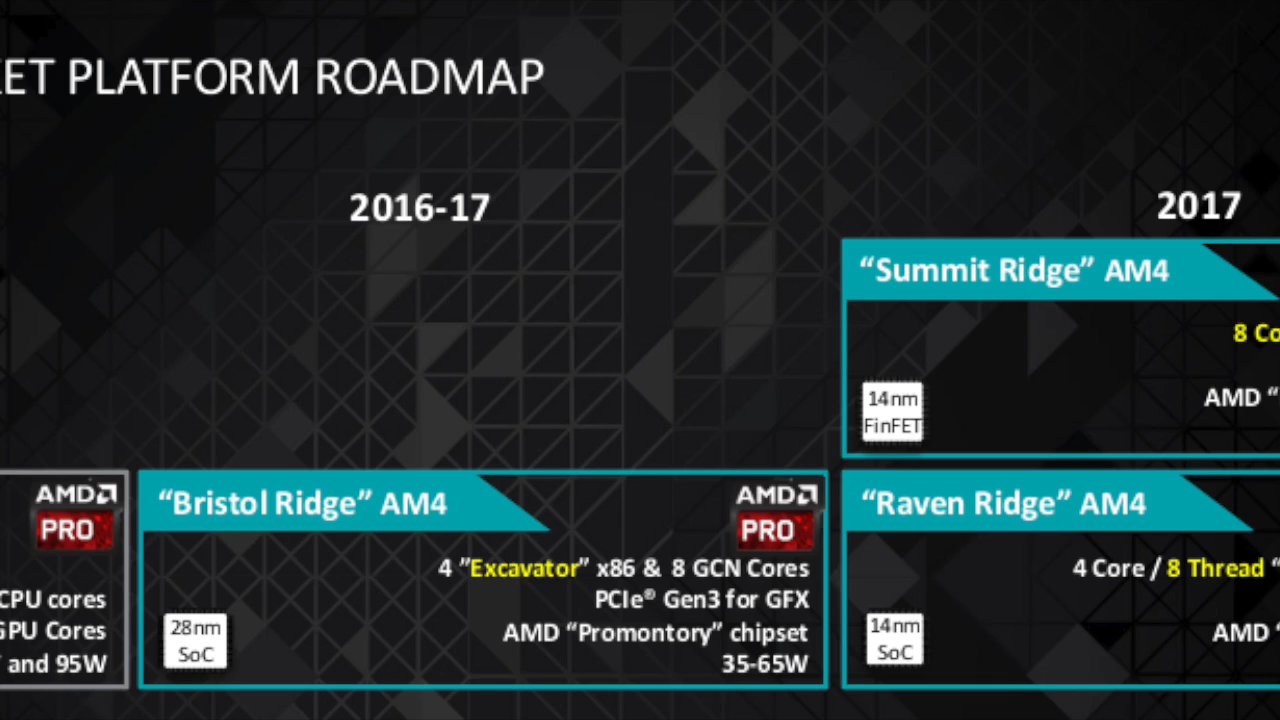 ET PLATFORM ROADMAP
2016-17
2017
“Summit Ridge” AM4
8 Co
14nm
FinFET
AMD “
AMD
PRO
CPU cores
GPU Cores
and 95W
“Bristol Ridge” AM4
AMD
PRO
4 ”Excavator” x86 & 8 GCN Cores
PCIe® Gen3 for GFX
AMD “Promontory” chipset
35-65W
28nm
SoC
“Raven Ridge” AM4
4 Core / 8 Thread “
14nm
SoC
AMD “